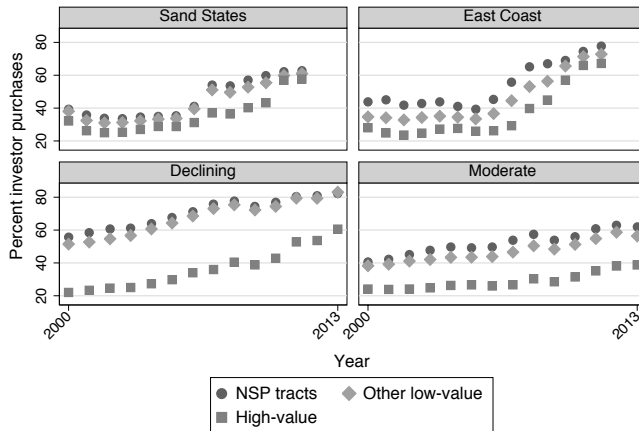 Sand States East Coast
80
60
40
20
Declining Moderate
80
60
40
20
Percent investor purchases
2000 2013 2000 2013
Year
NSP tracts Other low-value
High-value